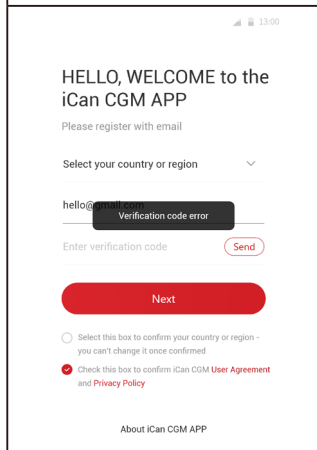 13:00
HELLO, WELCOME to the
iCan CGM APP
Please register with email
Select your country or region
hello@gmail.com
Verification code error
Enter verification code
Send
Next
Select this box to confirm your country or region -
you can't change it once confirmed
Check this box to confirm iCan CGM User Agreement
and Privacy Policy
About iCan CGM APP